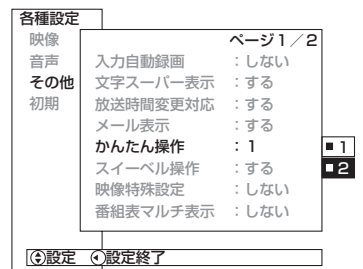 各種設定
映像
音声
その他
初期
ページ1／2
入力自動録画 ：しない
文字スーパー表示 ：する
放送時間変更対応 ：する
メール表示 ：する
かんたん操作 ：1
スイーベル操作 ：する
映像特殊設定 ：しない
番組表マルチ表示 ：しない
■1
■2
設定 設定終了